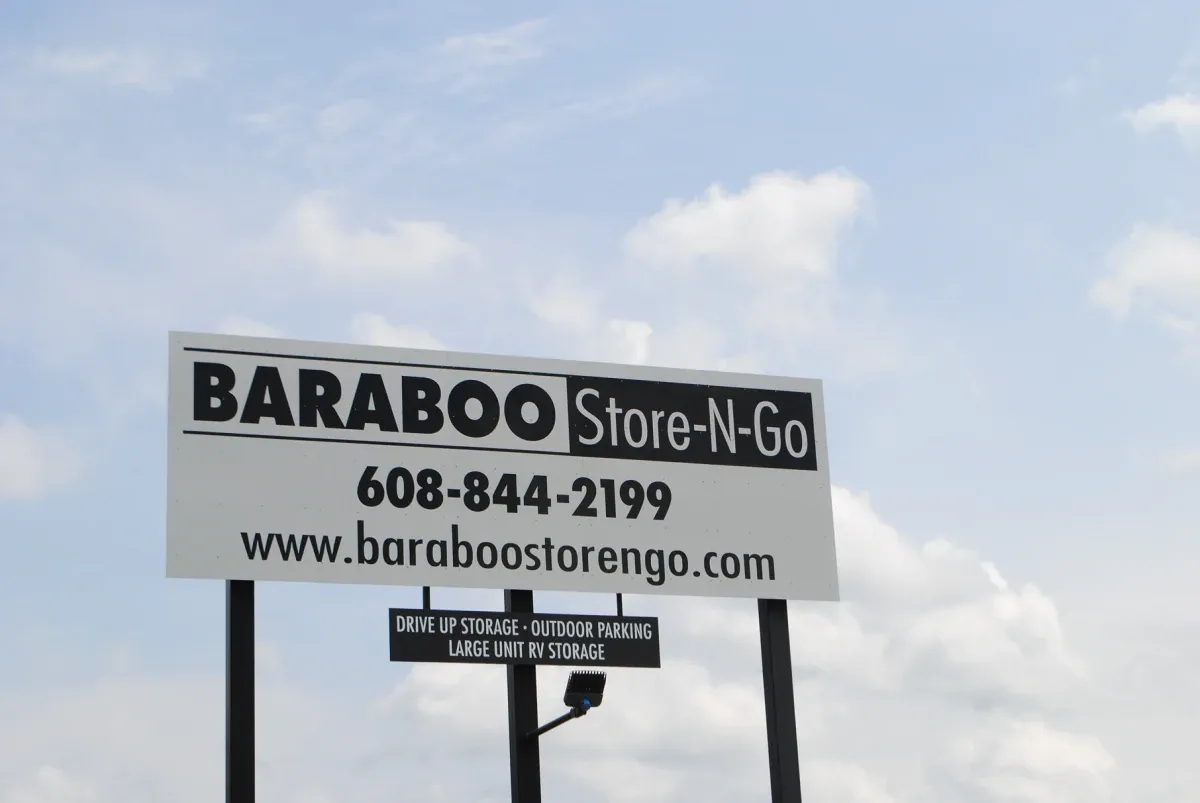 BARABOO Store-N-Go
608-844-2199
www.baraboostorengo.com
DRIVE UP STORAGE · OUTDOOR PARKING
LARGE UNIT RV STORAGE